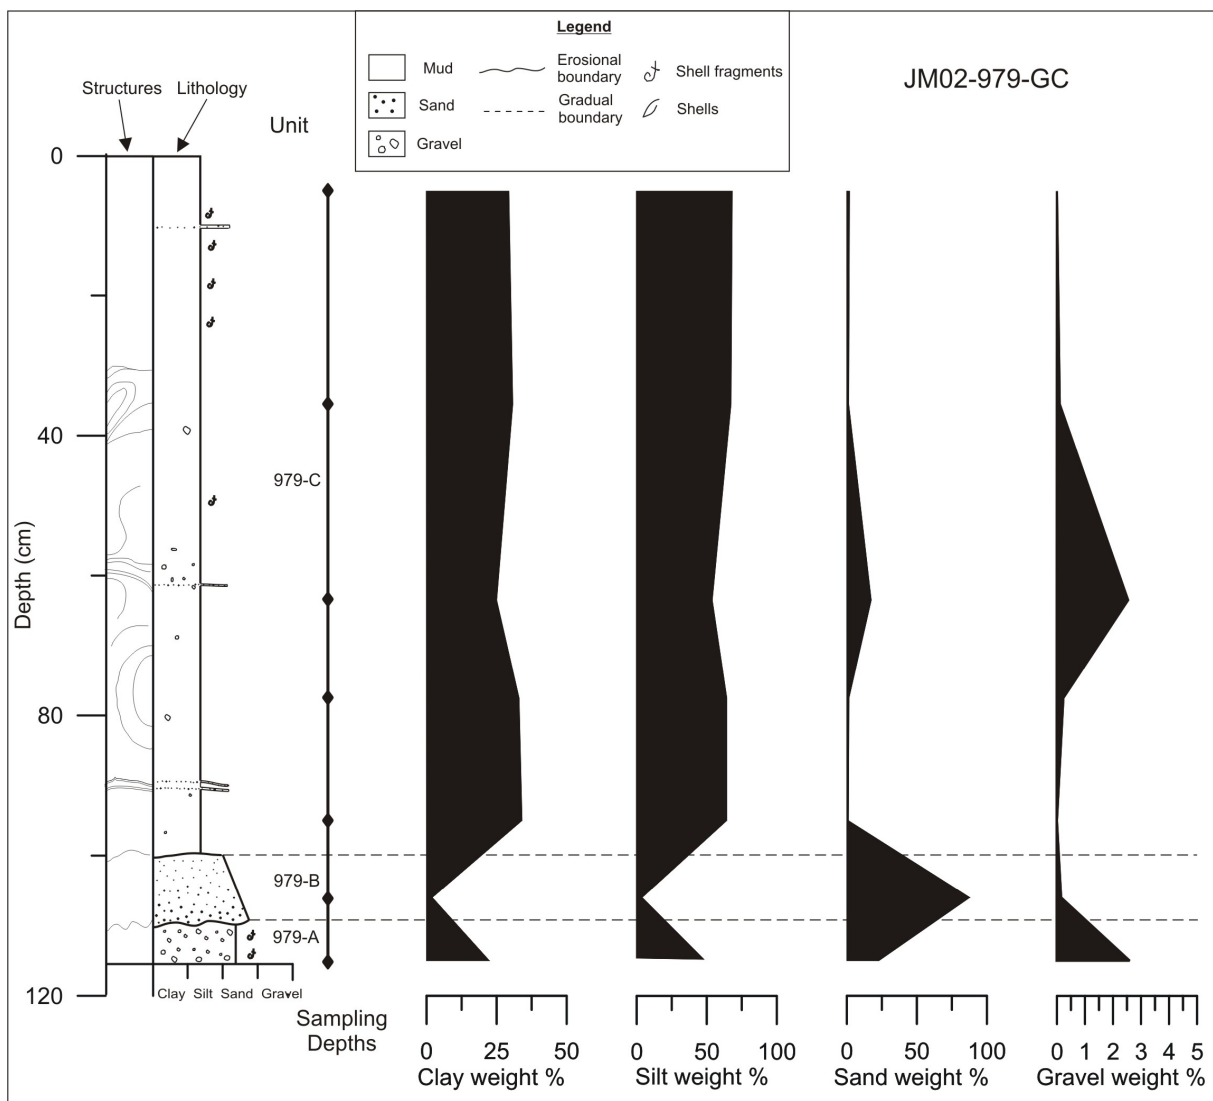 Legend
Mud
Erosional
boundary
Shell fragments
Sand
Gradual
boundary
Shells
Gravel
JM02-979-GC
Structures
Lithology
Unit
0
40
80
120
Depth (cm)
979-C
979-B
979-A
Clay Silt Sand Gravel
Sampling
Depths
0 25 50
Clay weight %
0 50 100
Silt weight %
0 50 100
Sand weight %
0 1 2 3 4 5
Gravel weight %